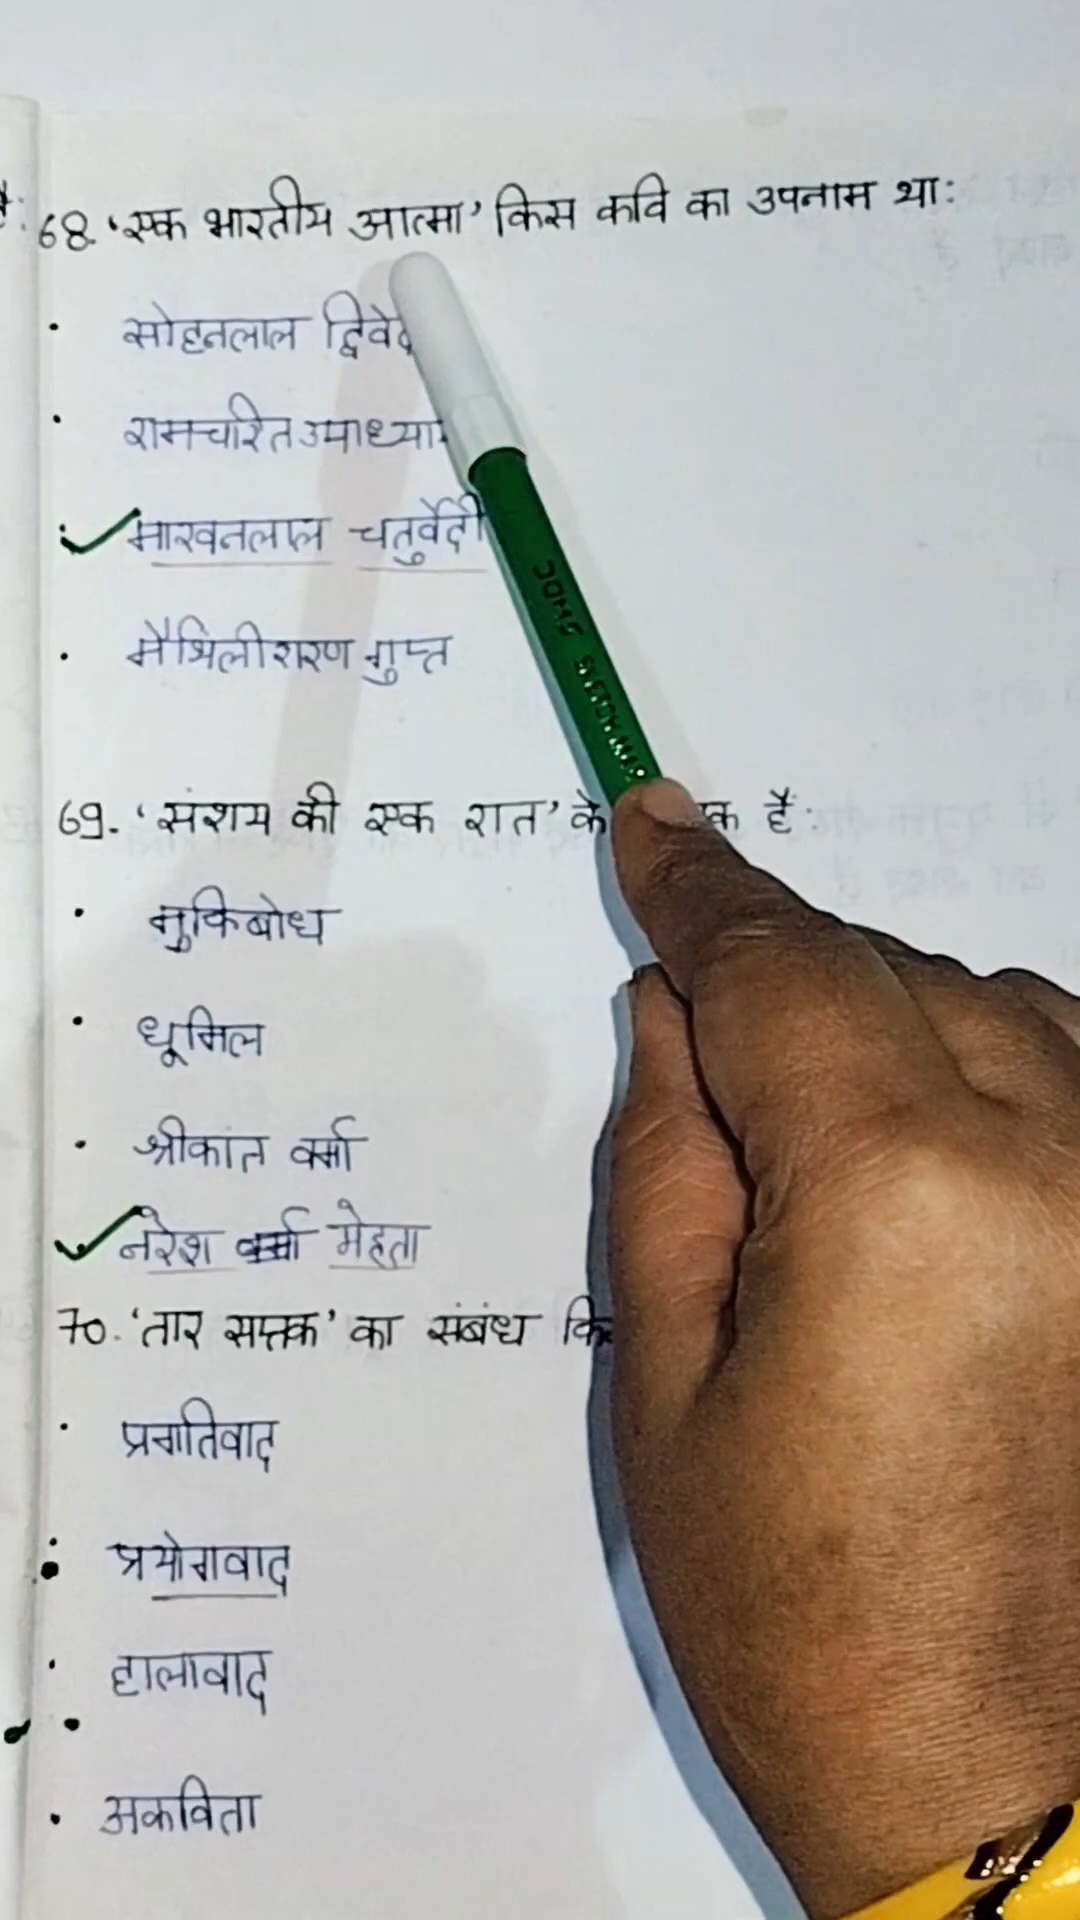 68. 'एक भारतीय आत्मा' किस कवि का उपनाम था:
• सोहनलाल
• रामचरित
• माखनलाल चतुर्वेदी
• मैथिलीशरण गुप्त
69. 'संशय की एक रात' के है:
• मुक्तिबोध
• धूमिल
• श्रीकांत वर्मा
नरेश वर्मा मेहता
70. 'तार सप्तक' का संबंध
• प्रगतिवाद
• प्रयोगवाद
• हालावाद
• अकविता
DOMS